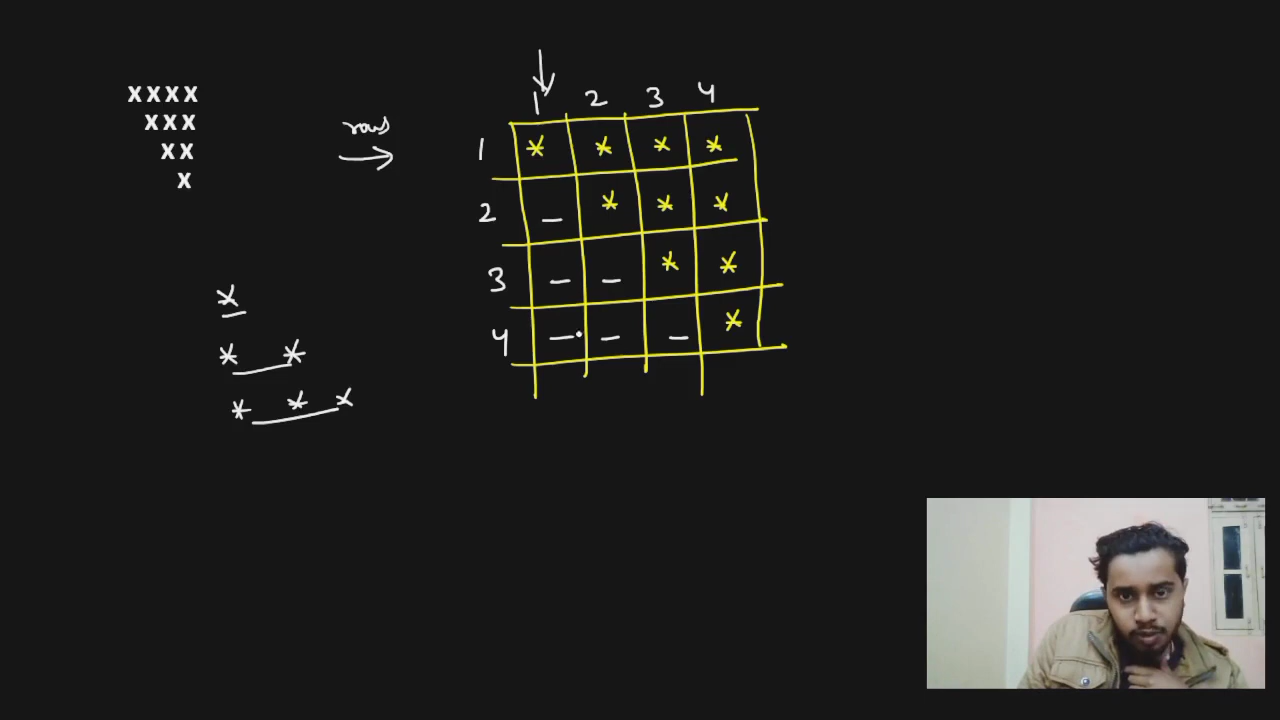 XXXX
XXX
XX
X
rows
1 2 3 4
1 * * * *
2 _ * * *
3 _ _ * *
4 _ _ _ *
*
* *
* * *